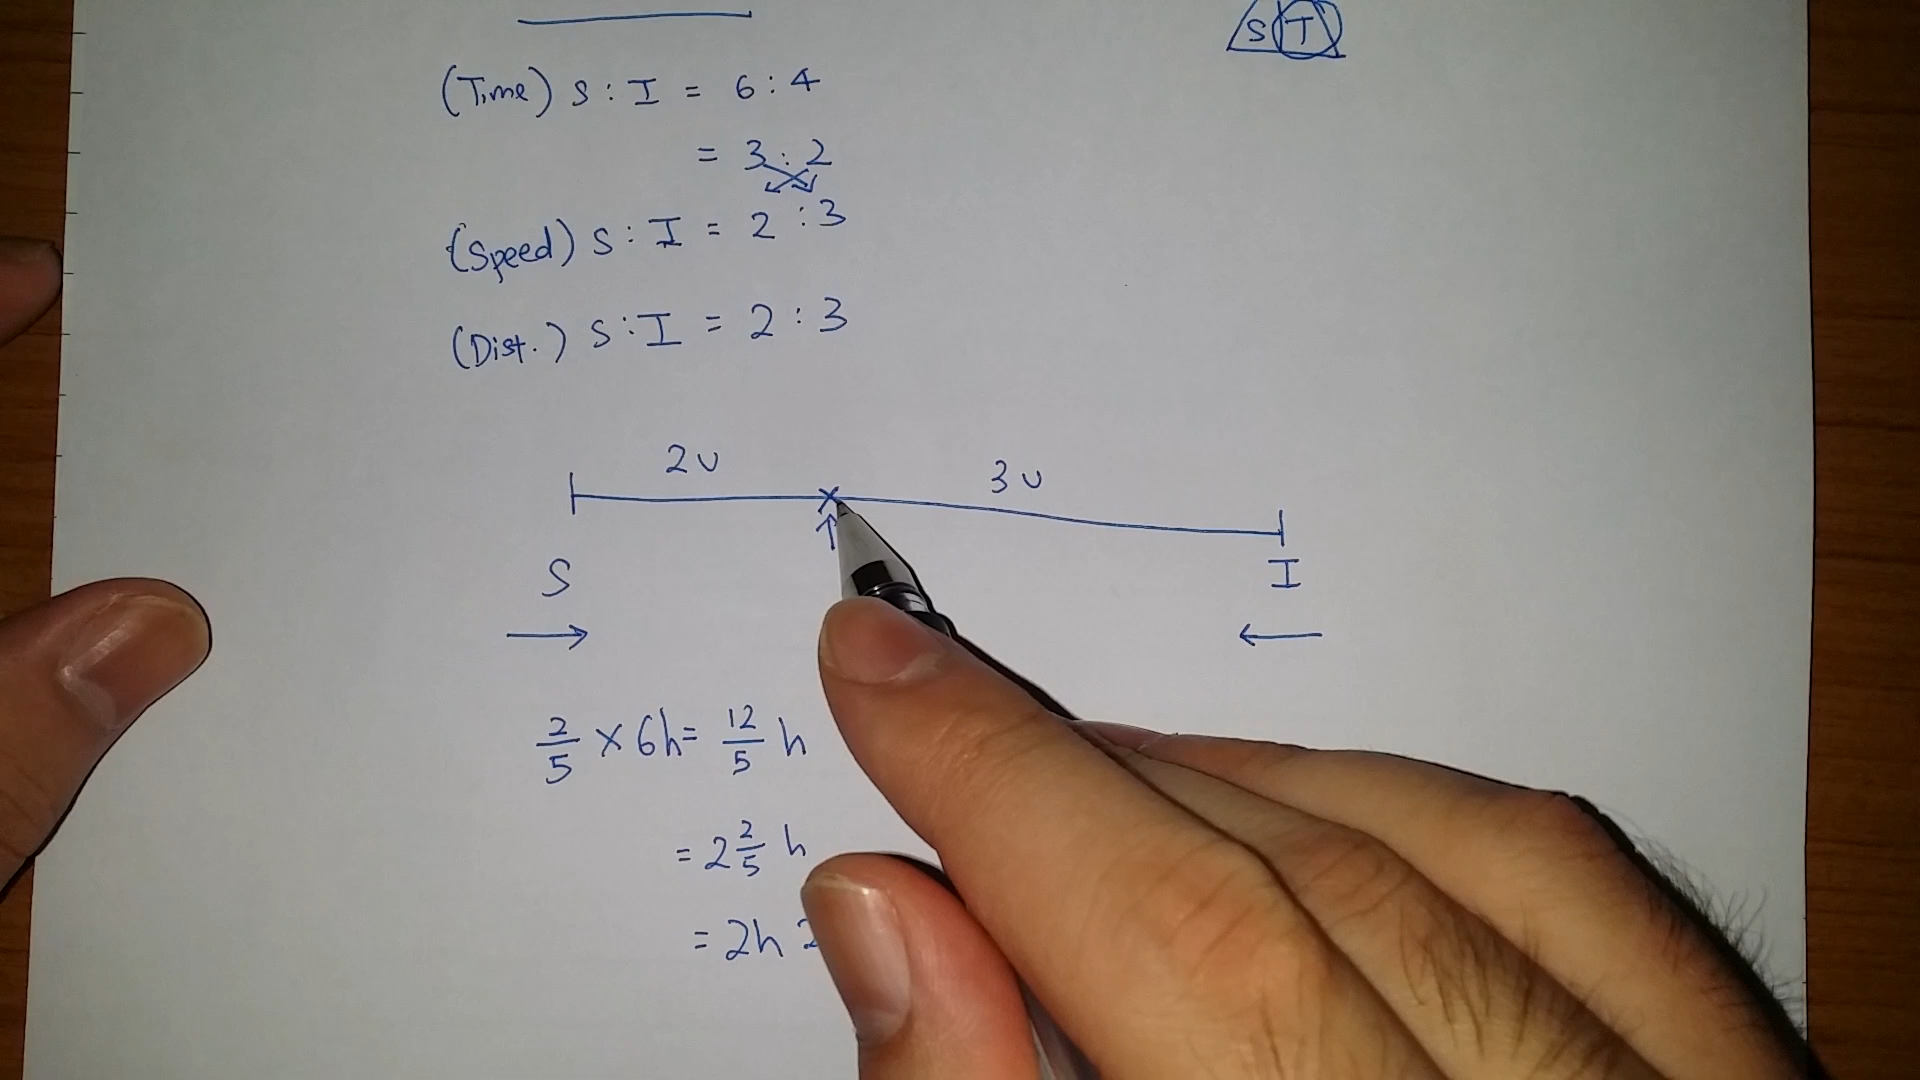 S T
(Time) S : I = 6 : 4
= 3 : 2
(Speed) S : I = 2 : 3
(Dist.) S : I = 2 : 3
2u 3u
S I
2/5 × 6h = 12/5 h
= 2 2/5 h
= 2h 2